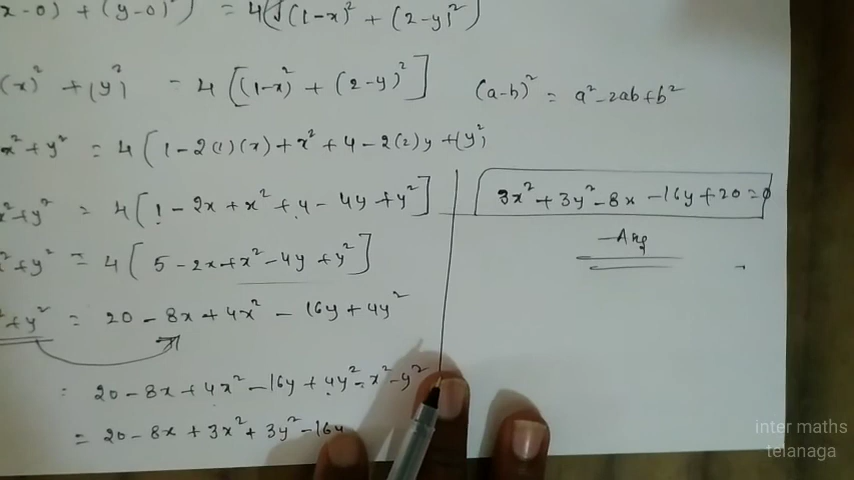 x-0) + (y-0)²) = 4(√(1-x)² + (2-y)²)
(x)² + (y)² = 4[(1-x)² + (2-y)²]
(a-b)² = a² - 2ab + b²
x² + y² = 4(1 - 2(1)(x) + x² + 4 - 2(2)y + (y)²
x² + y² = 4[1 - 2x + x² + 4 - 4y + y²]
3x² + 3y² - 8x - 16y + 20 = 0
Ans
² + y² = 4[5 - 2x + x² - 4y + y²]
² + y² = 20 - 8x + 4x² - 16y + 4y²
= 20 - 8x + 4x² - 16y + 4y² - x² - y²
= 20 - 8x + 3x² + 3y² - 16y
inter maths
telanaga